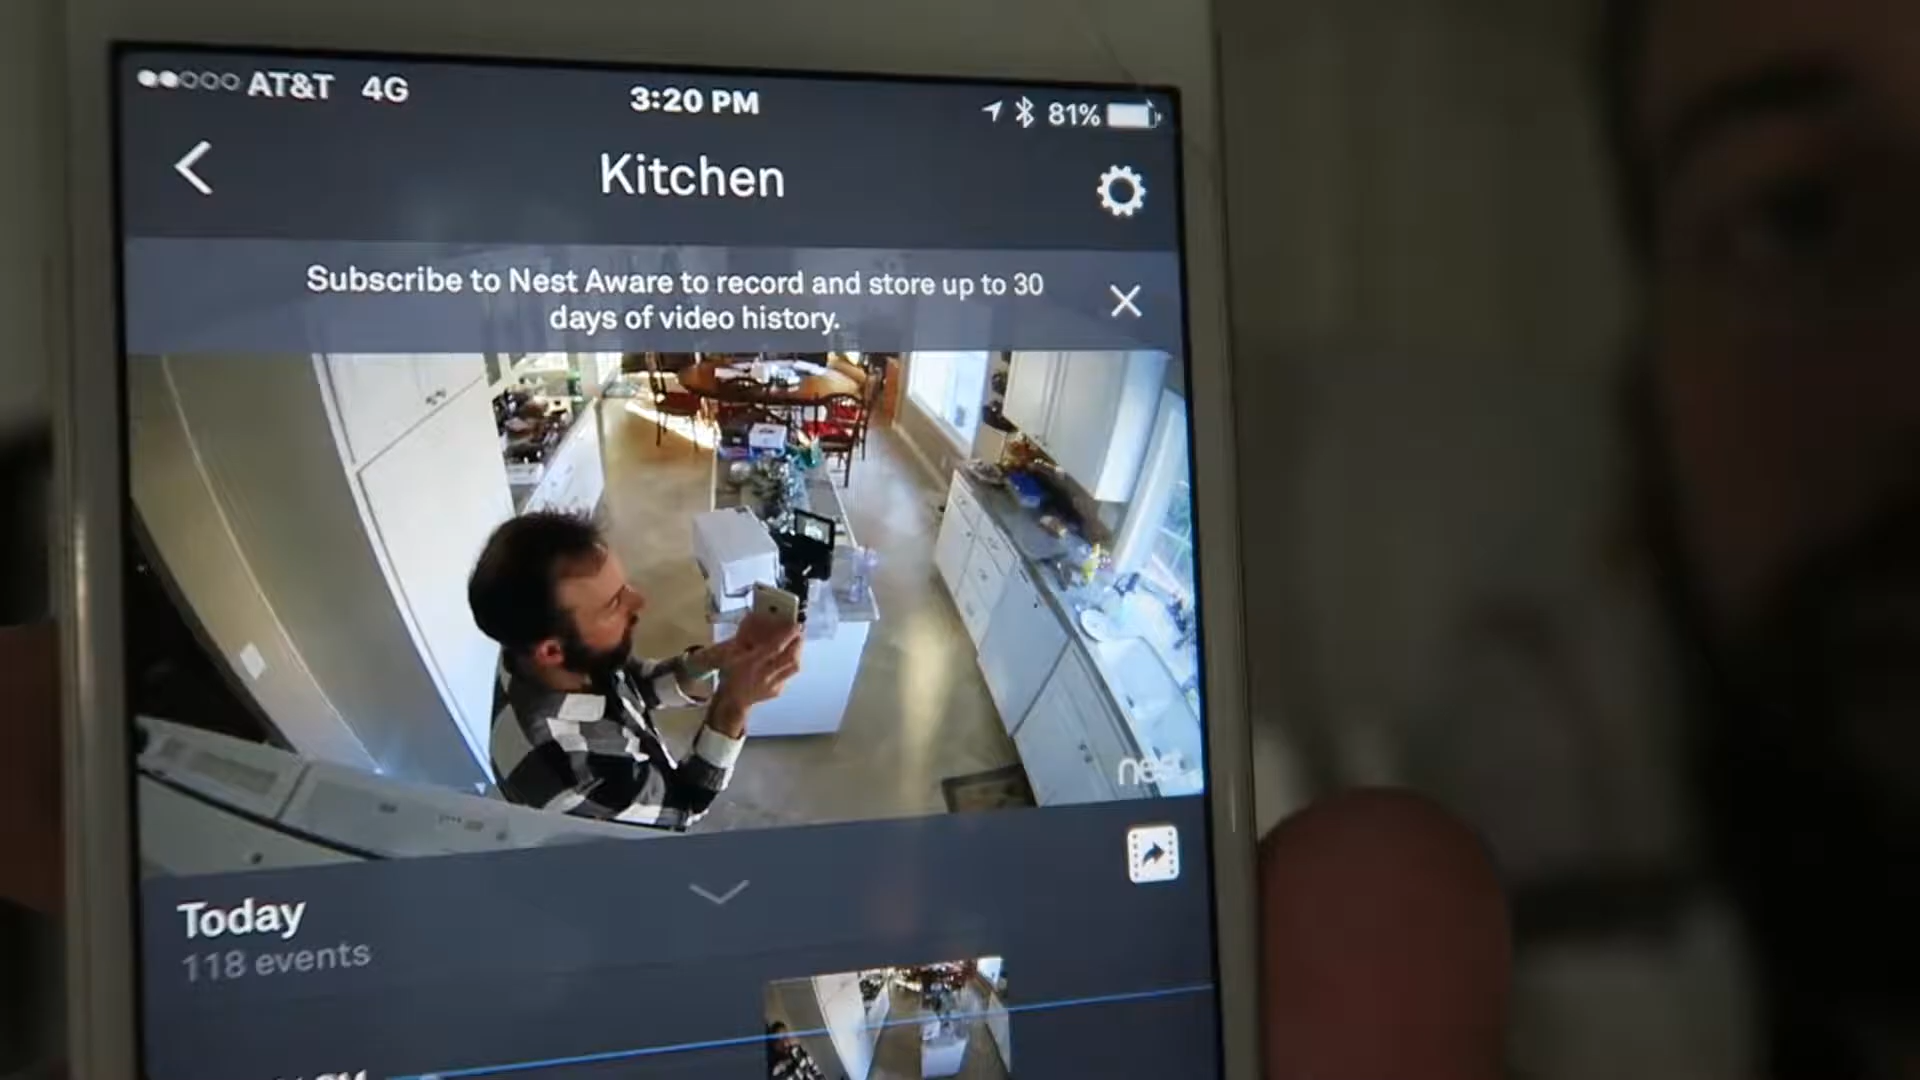 AT&T 4G 3:20 PM 81%
Kitchen
Subscribe to Nest Aware to record and store up to 30
days of video history.
nest
Today
118 events
PM